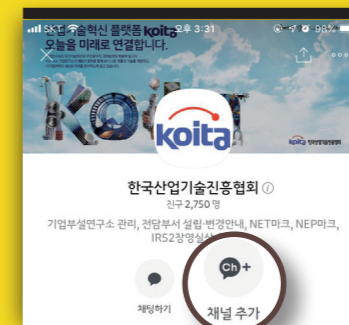 SKT 오후 3:31 98%
산업기술혁신 플랫폼 koita
오늘을 미래로 연결합니다.
koita
koita
koita 한국산업기술진흥협회
한국산업기술진흥협회
친구 2,750 명
기업부설연구소 관리, 전담부서 설립·변경안내, NET마크, NEP마크,
IR52장영실상
Ch+
채팅하기 채널 추가